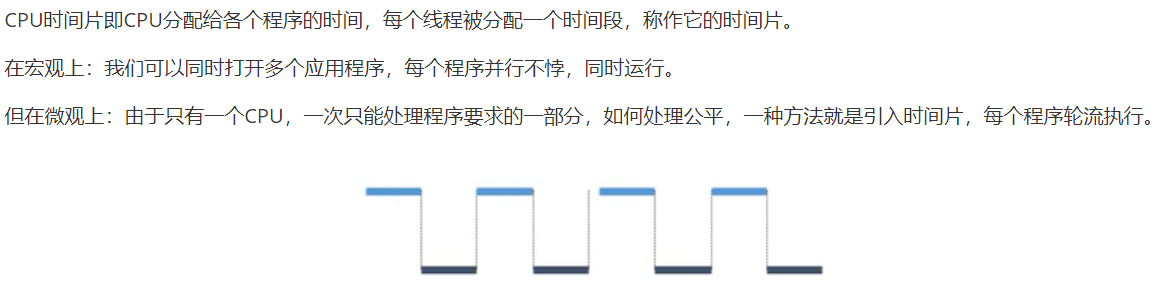 CPU时间片即CPU分配给各个程序的时间，每个线程被分配一个时间段，称作它的时间片。
在宏观上：我们可以同时打开多个应用程序，每个程序并行不悖，同时运行。
但在微观上：由于只有一个CPU，一次只能处理程序要求的一部分，如何处理公平，一种方法就是引入时间片，每个程序轮流执行。